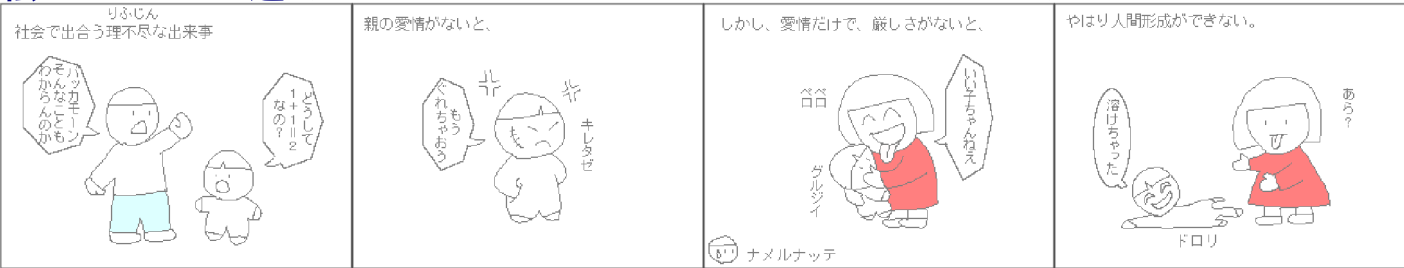 りふじん
社会で出合う理不尽な出来事
どうして
1+1=2
なの?
バッカモーン
そんなことも
わからんのか
親の愛情がないと、
キレタゼ
もう
ぐれちゃおう
しかし、愛情だけで、厳しさがないと、
いい子ちゃんねえ
ペロ
ペロ
グルジイ
ナメルナッテ
やはり人間形成ができない。
あら?
溶けちゃった
ドロリ